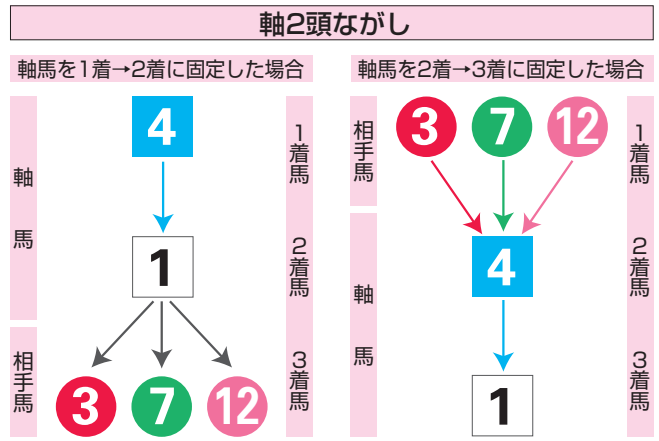 軸2頭ながし
軸馬を1着→2着に固定した場合
軸馬
相手馬
4
1
3 7 12
1着馬
2着馬
3着馬
軸馬を2着→3着に固定した場合
相手馬
軸馬
3 7 12
4
1
1着馬
2着馬
3着馬